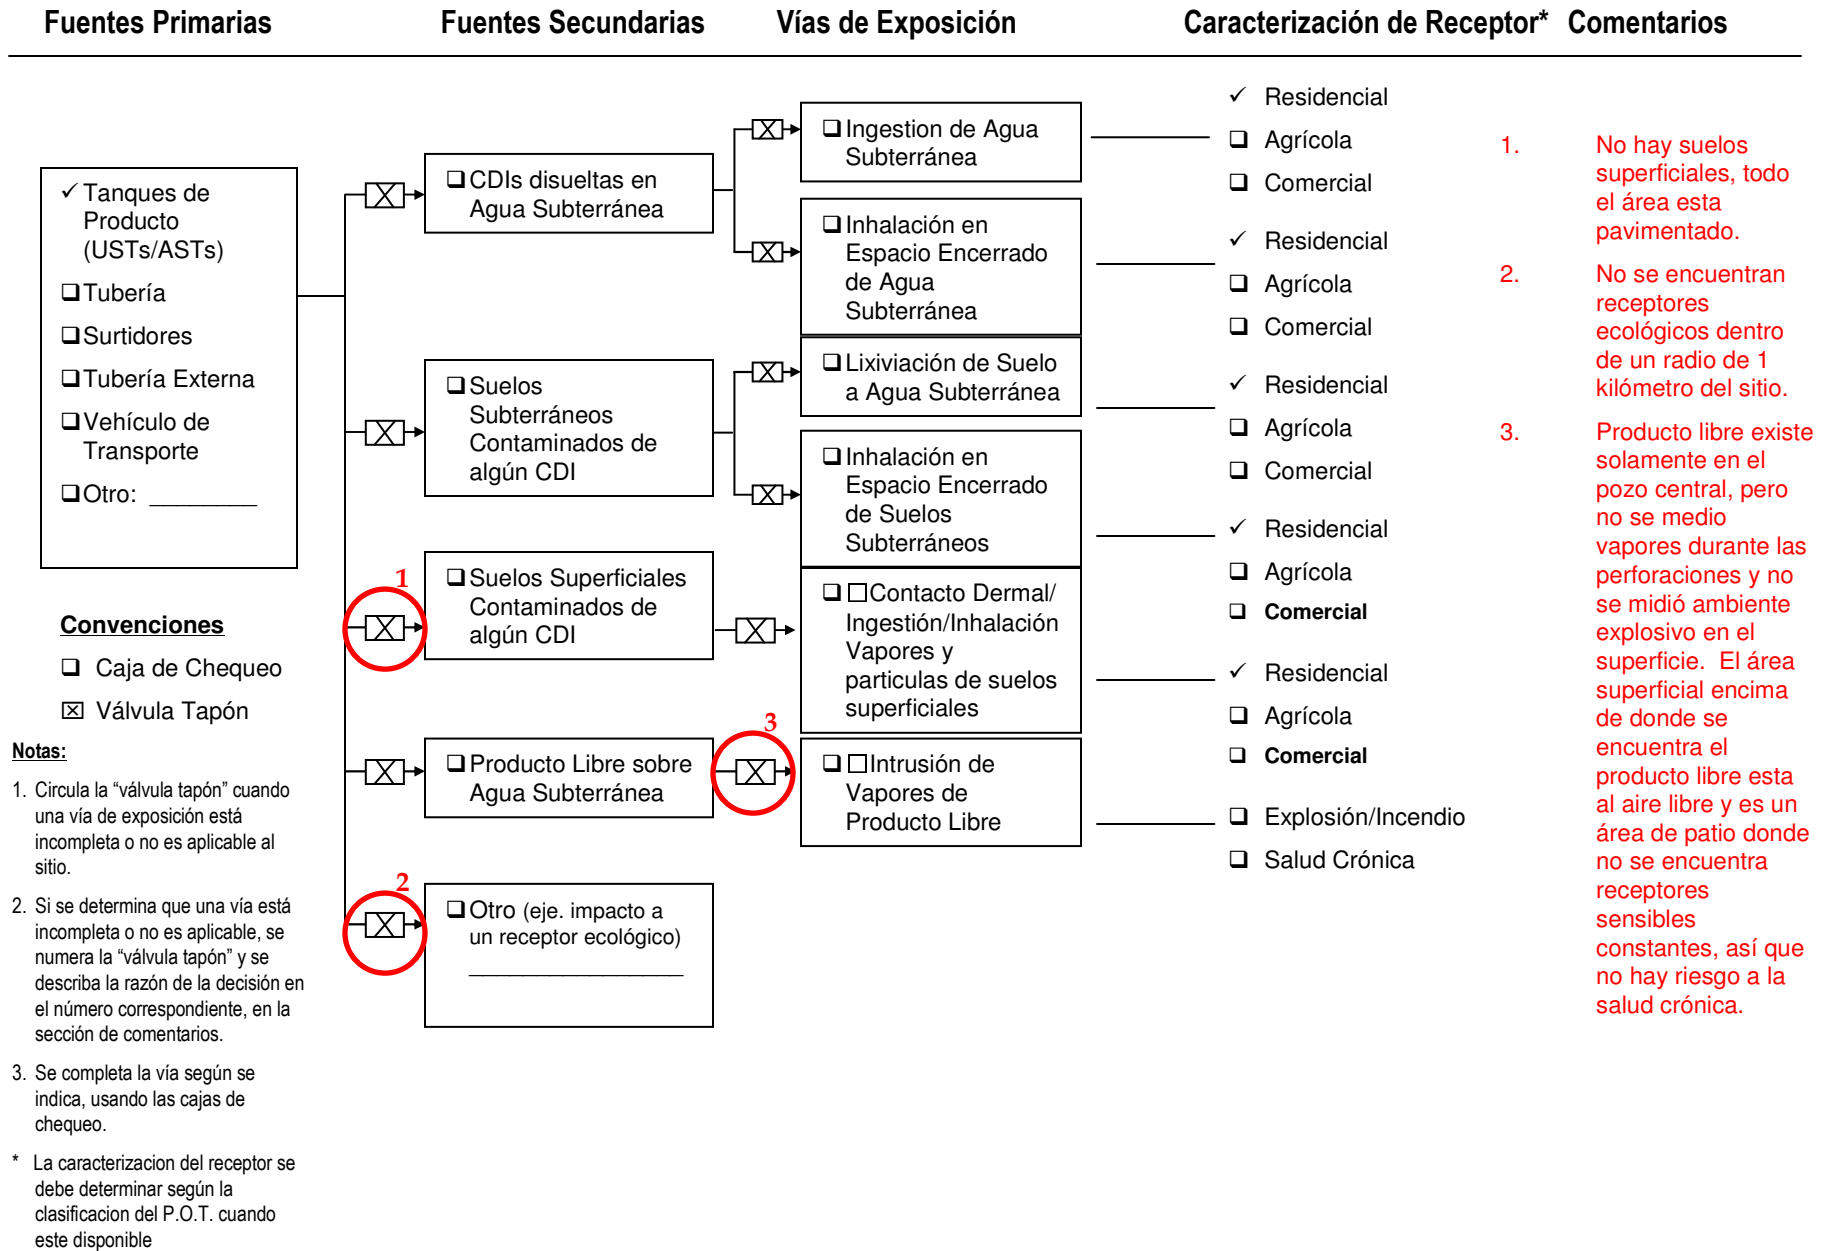 Fuentes Primarias
Fuentes Secundarias
Vías de Exposición
Caracterización de Receptor*
Comentarios
✓ Tanques de
Producto
(USTs/ASTs)
❑ Tubería
❑ Surtidores
❑ Tubería Externa
❑ Vehículo de
Transporte
❑ Otro: ________
Convenciones
❑ Caja de Chequeo
☒ Válvula Tapón
Notas:
1. Circula la “válvula tapón” cuando
una vía de exposición está
incompleta o no es aplicable al
sitio.
2. Si se determina que una vía está
incompleta o no es aplicable, se
numera la “válvula tapón” y se
describa la razón de la decisión en
el número correspondiente, en la
sección de comentarios.
3. Se completa la vía según se
indica, usando las cajas de
chequeo.
* La caracterizacion del receptor se
debe determinar según la
clasificacion del P.O.T. cuando
este disponible
❑ CDIs disueltas en
Agua Subterránea
❑ Suelos
Subterráneos
Contaminados de
algún CDI
1
❑ Suelos Superficiales
Contaminados de
algún CDI
❑ Producto Libre sobre
Agua Subterránea
2
❑ Otro (eje. impacto a
un receptor ecológico)
________________
❑ Ingestion de Agua
Subterránea
❑ Inhalación en
Espacio Encerrado
de Agua
Subterránea
❑ Lixiviación de Suelo
a Agua Subterránea
❑ Inhalación en
Espacio Encerrado
de Suelos
Subterráneos
❑ ☐Contacto Dermal/
Ingestión/Inhalación
Vapores y
particulas de suelos
superficiales
3
❑ ☐Intrusión de
Vapores de
Producto Libre
✓ Residencial
❑ Agrícola
❑ Comercial
✓ Residencial
❑ Agrícola
❑ Comercial
✓ Residencial
❑ Agrícola
❑ Comercial
✓ Residencial
❑ Agrícola
❑ Comercial
✓ Residencial
❑ Agrícola
❑ Comercial
❑ Explosión/Incendio
❑ Salud Crónica
1. No hay suelos
superficiales, todo
el área esta
pavimentado.
2. No se encuentran
receptores
ecológicos dentro
de un radio de 1
kilómetro del sitio.
3. Producto libre existe
solamente en el
pozo central, pero
no se medio
vapores durante las
perforaciones y no
se midió ambiente
explosivo en el
superficie. El área
superficial encima
de donde se
encuentra el
producto libre esta
al aire libre y es un
área de patio donde
no se encuentra
receptores
sensibles
constantes, así que
no hay riesgo a la
salud crónica.